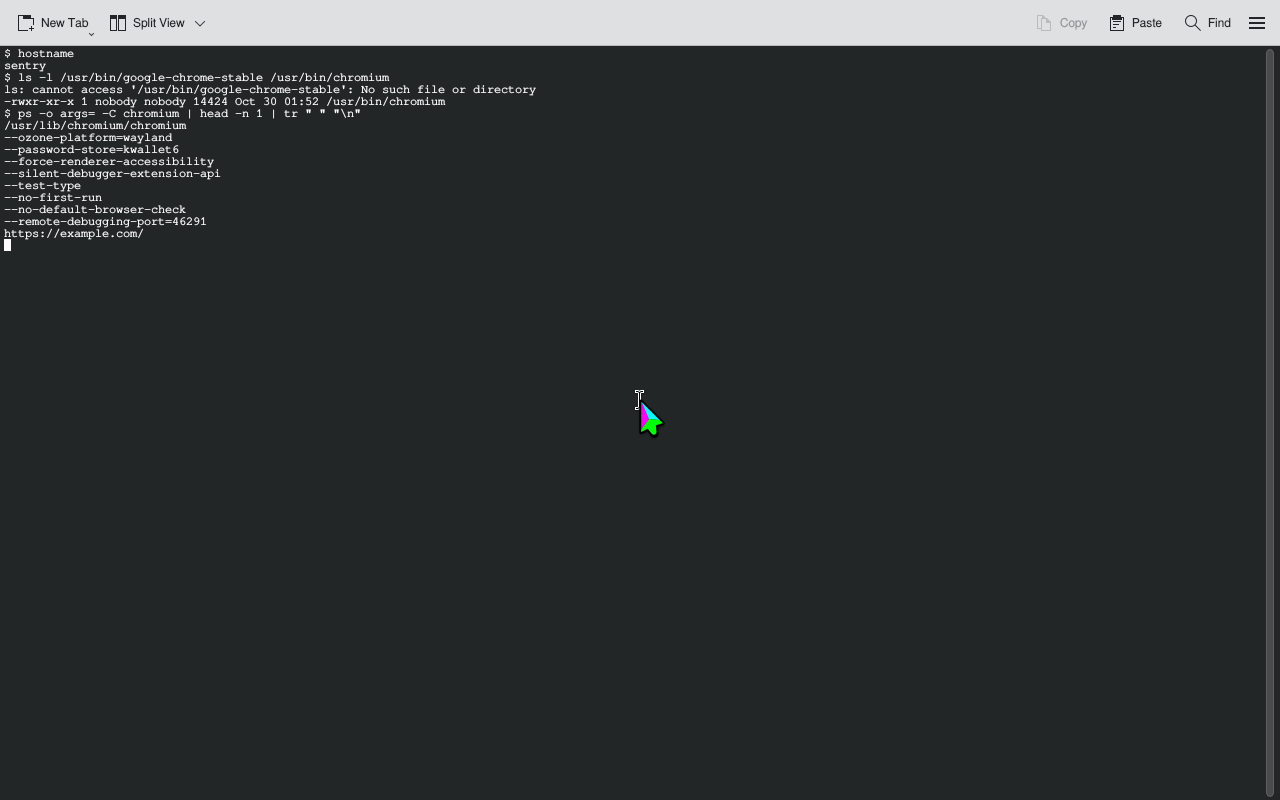 New Tab
Split View
Copy
Paste
Find
$ hostname
sentry
$ ls -l /usr/bin/google-chrome-stable /usr/bin/chromium
ls: cannot access '/usr/bin/google-chrome-stable': No such file or directory
-rwxr-xr-x 1 nobody nobody 14424 Oct 30 01:52 /usr/bin/chromium
$ ps -o args= -C chromium | head -n 1 | tr " " "\n"
/usr/lib/chromium/chromium
--ozone-platform=wayland
--password-store=kwallet6
--force-renderer-accessibility
--silent-debugger-extension-api
--test-type
--no-first-run
--no-default-browser-check
--remote-debugging-port=46291
https://example.com/